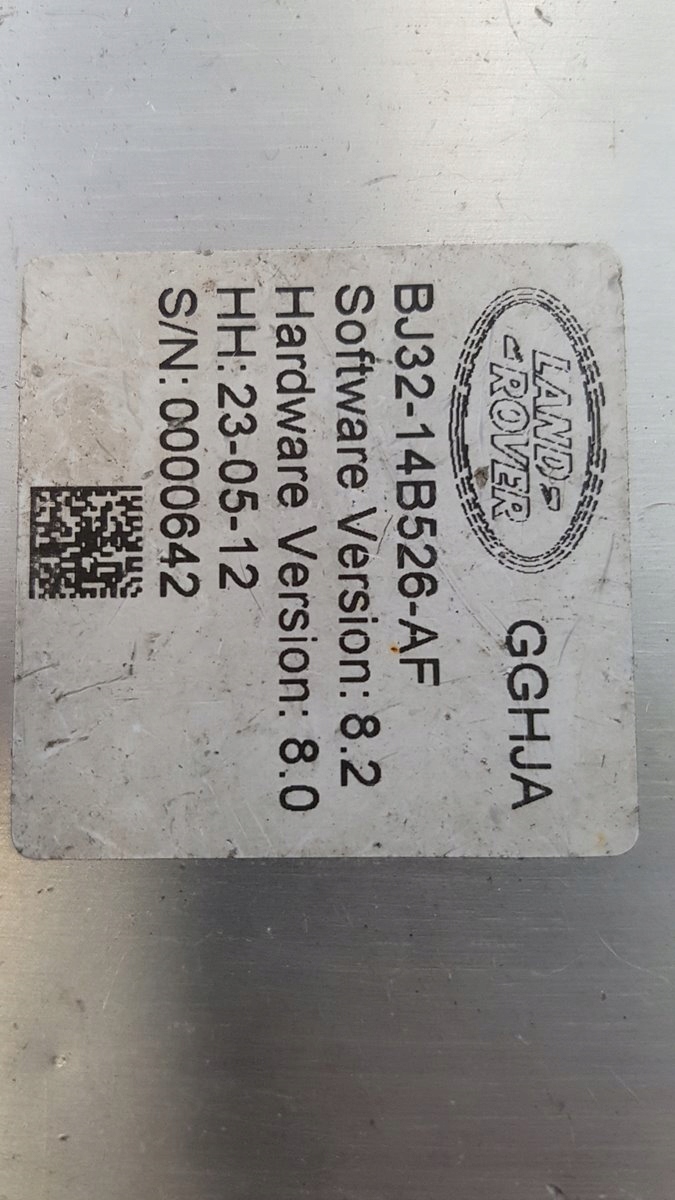 LAND
ROVER
GGHJA
BJ32-14B526-AF
Software Version: 8.2
Hardware Version: 8.0
HH: 23-05-12
S/N: 0000642